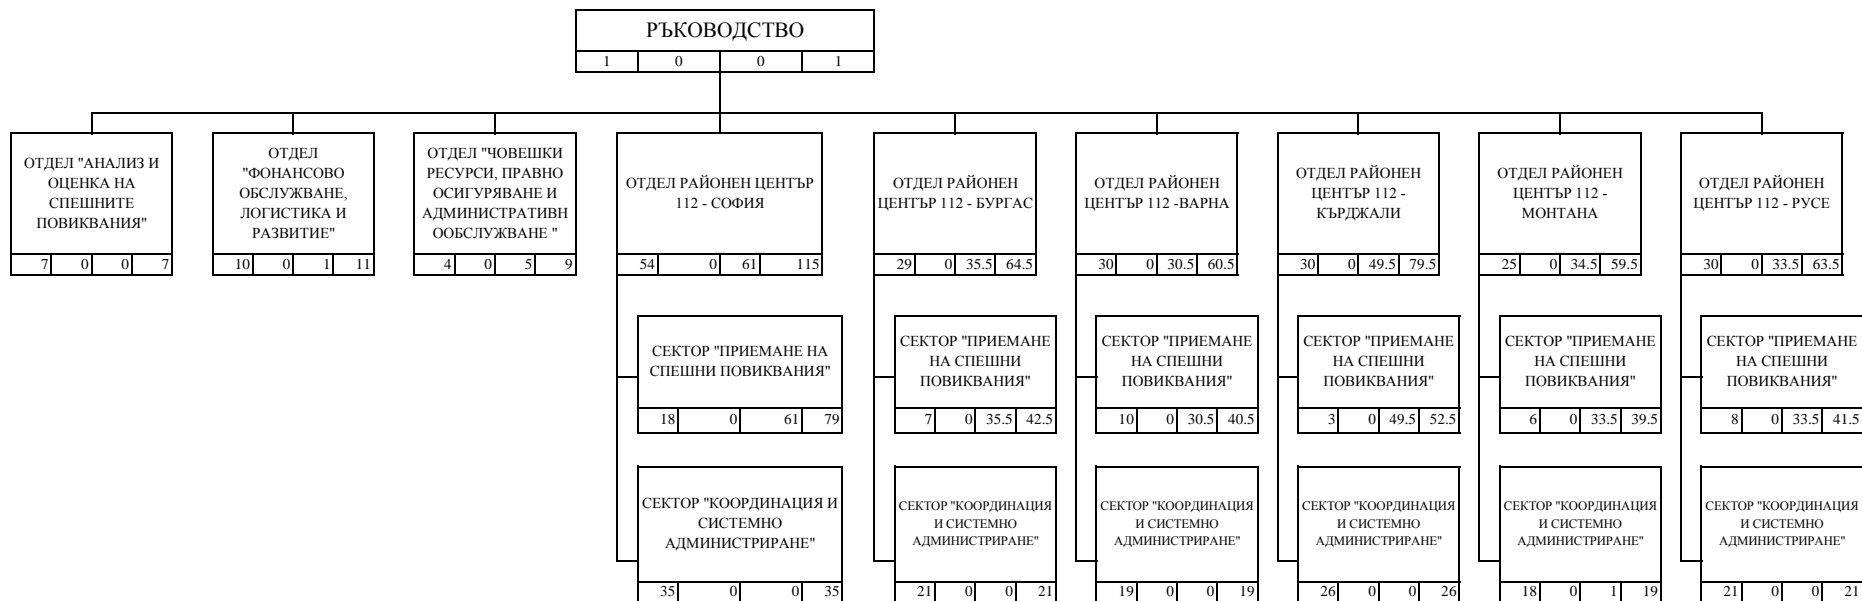 РЪКОВОДСТВО
1 0 0 1
ОТДЕЛ "АНАЛИЗ И
ОЦЕНКА НА
СПЕШНИТЕ
ПОВИКВАНИЯ"
7 0 0 7
ОТДЕЛ
"ФОНАНСОВО
ОБСЛУЖВАНЕ,
ЛОГИСТИКА И
РАЗВИТИЕ"
10 0 1 11
ОТДЕЛ "ЧОВЕШКИ
РЕСУРСИ, ПРАВНО
ОСИГУРЯВАНЕ И
АДМИНИСТРАТИВН
ООБСЛУЖВАНЕ "
4 0 5 9
ОТДЕЛ РАЙОНЕН ЦЕНТЪР
112 - СОФИЯ
54 0 61 115
ОТДЕЛ РАЙОНЕН
ЦЕНТЪР 112 - БУРГАС
29 0 35.5 64.5
ОТДЕЛ РАЙОНЕН
ЦЕНТЪР 112 -ВАРНА
30 0 30.5 60.5
ОТДЕЛ РАЙОНЕН
ЦЕНТЪР 112 -
КЪРДЖАЛИ
30 0 49.5 79.5
ОТДЕЛ РАЙОНЕН
ЦЕНТЪР 112 -
МОНТАНА
25 0 34.5 59.5
ОТДЕЛ РАЙОНЕН
ЦЕНТЪР 112 - РУСЕ
30 0 33.5 63.5
СЕКТОР "ПРИЕМАНЕ НА
СПЕШНИ ПОВИКВАНИЯ"
18 0 61 79
СЕКТОР "ПРИЕМАНЕ
НА СПЕШНИ
ПОВИКВАНИЯ"
7 0 35.5 42.5
СЕКТОР "ПРИЕМАНЕ
НА СПЕШНИ
ПОВИКВАНИЯ"
10 0 30.5 40.5
СЕКТОР "ПРИЕМАНЕ
НА СПЕШНИ
ПОВИКВАНИЯ"
3 0 49.5 52.5
СЕКТОР "ПРИЕМАНЕ
НА СПЕШНИ
ПОВИКВАНИЯ"
6 0 33.5 39.5
СЕКТОР "ПРИЕМАНЕ
НА СПЕШНИ
ПОВИКВАНИЯ"
8 0 33.5 41.5
СЕКТОР "КООРДИНАЦИЯ И
СИСТЕМНО
АДМИНИСТРИРАНЕ"
35 0 0 35
СЕКТОР "КООРДИНАЦИЯ
И СИСТЕМНО
АДМИНИСТРИРАНЕ"
21 0 0 21
СЕКТОР "КООРДИНАЦИЯ
И СИСТЕМНО
АДМИНИСТРИРАНЕ"
19 0 0 19
СЕКТОР "КООРДИНАЦИЯ
И СИСТЕМНО
АДМИНИСТРИРАНЕ"
26 0 0 26
СЕКТОР "КООРДИНАЦИЯ
И СИСТЕМНО
АДМИНИСТРИРАНЕ"
18 0 1 19
СЕКТОР "КООРДИНАЦИЯ
И СИСТЕМНО
АДМИНИСТРИРАНЕ"
21 0 0 21